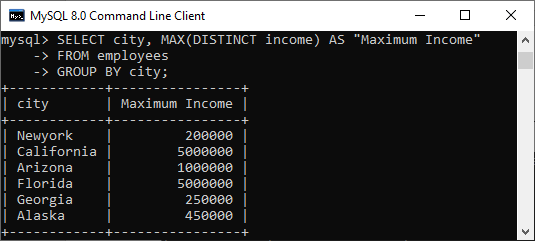 MySQL 8.0 Command Line Client
mysql> SELECT city, MAX(DISTINCT income) AS "Maximum Income"
    -> FROM employees
    -> GROUP BY city;
+------------+----------------+
| city       | Maximum Income |
+------------+----------------+
| Newyork    |         200000 |
| California |        5000000 |
| Arizona    |        1000000 |
| Florida    |        5000000 |
| Georgia    |         250000 |
| Alaska     |         450000 |
+------------+----------------+